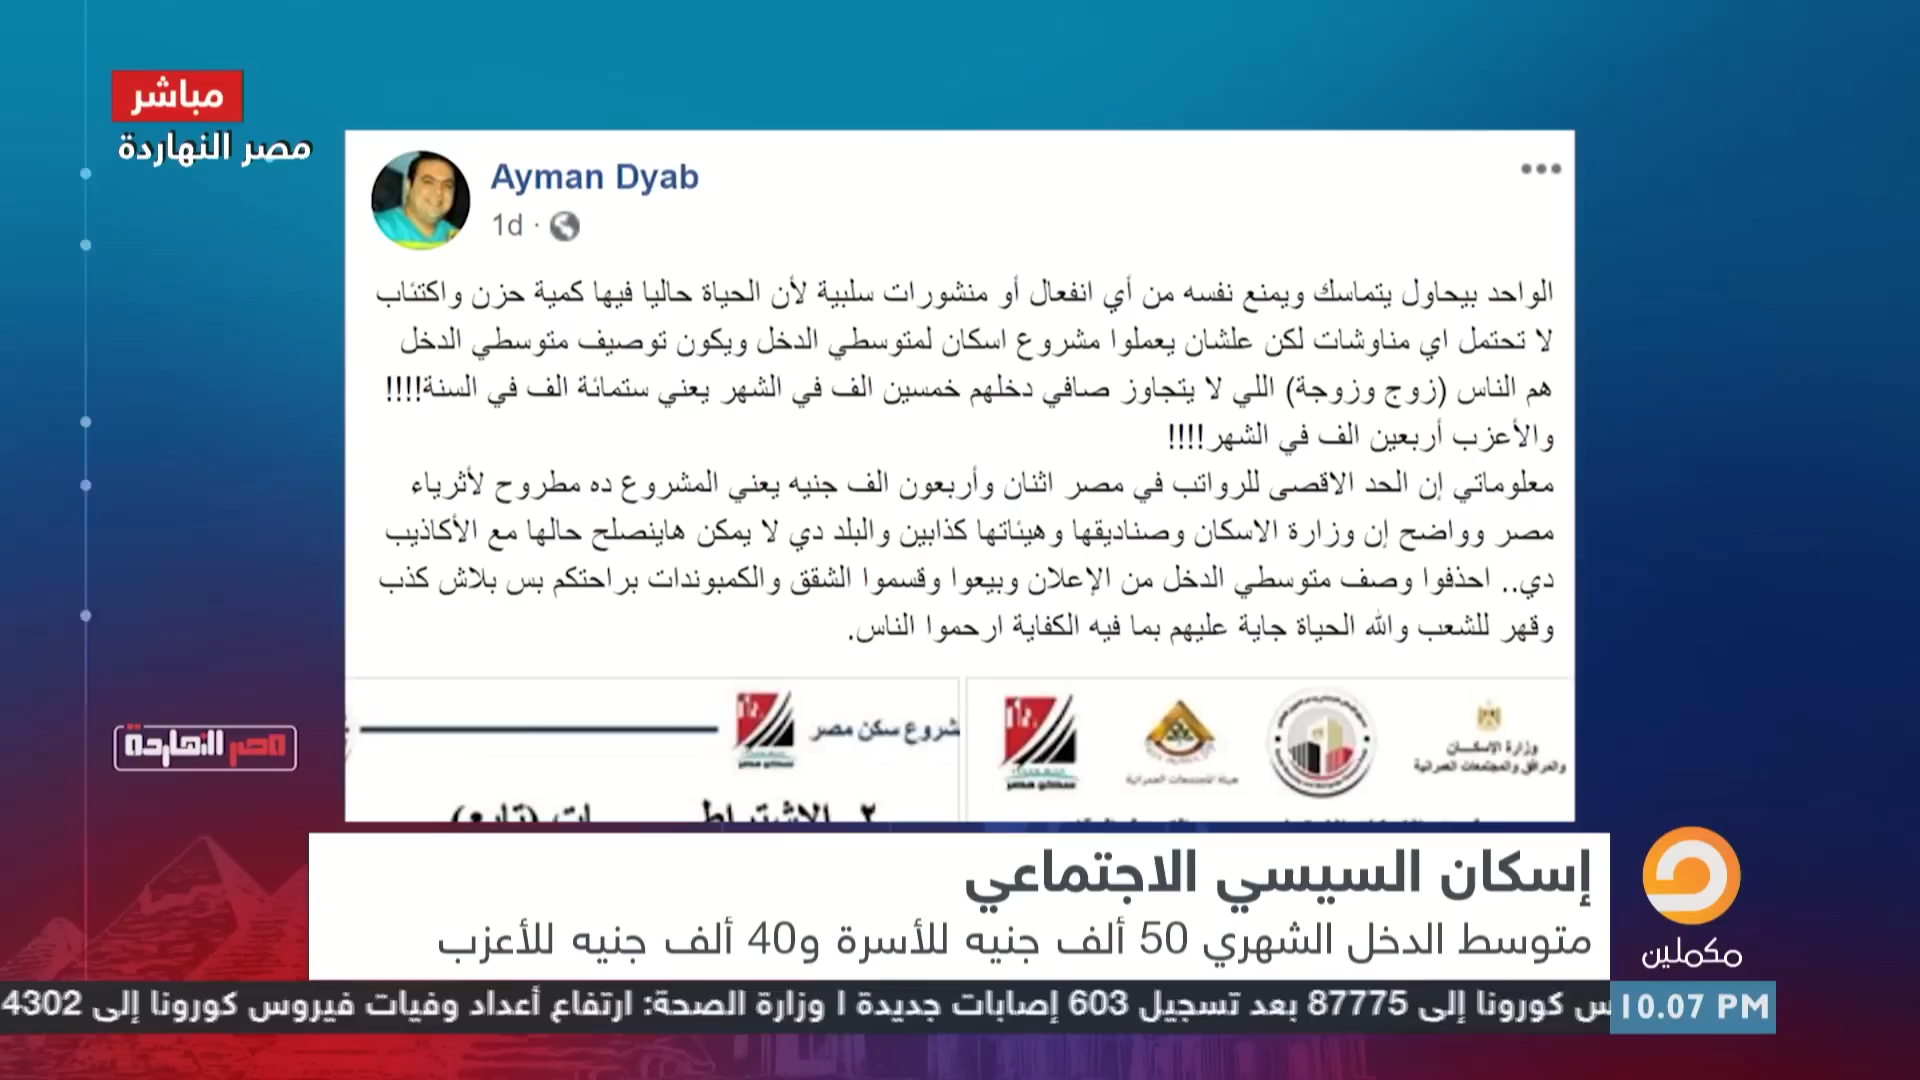 مباشر
مصر النهاردة
Ayman Dyab
1d ·
الواحد بيحاول يتماسك ويمنع نفسه من أي انفعال أو منشورات سلبية لأن الحياة حاليا فيها كمية حزن واكتئاب
لا تحتمل اي مناوشات لكن علشان يعملوا مشروع اسكان لمتوسطي الدخل ويكون توصيف متوسطي الدخل
هم الناس (زوج وزوجة) اللي لا يتجاوز صافي دخلهم خمسين الف في الشهر يعني ستمائة الف في السنة!!!!
والأعزب أربعين الف في الشهر!!!!
معلوماتي إن الحد الاقصى للرواتب في مصر اثنان وأربعون الف جنيه يعني المشروع ده مطروح لأثرياء
مصر وواضح إن وزارة الاسكان وصناديقها وهيئاتها كذابين والبلد دي لا يمكن هاينصلح حالها مع الأكاذيب
دي.. احذفوا وصف متوسطي الدخل من الإعلان وبيعوا وقسموا الشقق والكمبوندات براحتكم بس بلاش كذب
وقهر للشعب والله الحياة جاية عليهم بما فيه الكفاية ارحموا الناس.
وزارة الإسكان
والمرافق والمجتمعات العمرانية
هيئة المجتمعات العمرانية
سكن مصر
شروع سكن مصر
سكن مصر
مصر النهاردة
إسكان السيسي الاجتماعي
متوسط الدخل الشهري 50 ألف جنيه للأسرة و40 ألف جنيه للأعزب
مكملين
س كورونا إلى 87775 بعد تسجيل 603 إصابات جديدة ا وزارة الصحة: ارتفاع أعداد وفيات فيروس كورونا إلى 4302
10.07 PM